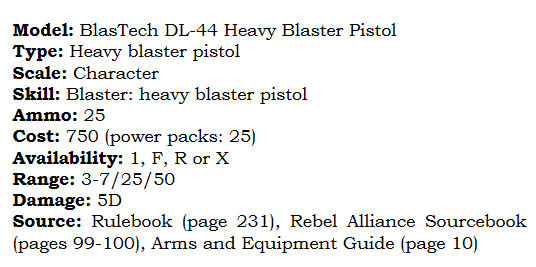 Model: BlasTech DL-44 Heavy Blaster Pistol
Type: Heavy blaster pistol
Scale: Character
Skill: Blaster: heavy blaster pistol
Ammo: 25
Cost: 750 (power packs: 25)
Availability: 1, F, R or X
Range: 3-7/25/50
Damage: 5D
Source: Rulebook (page 231), Rebel Alliance Sourcebook
(pages 99-100), Arms and Equipment Guide (page 10)